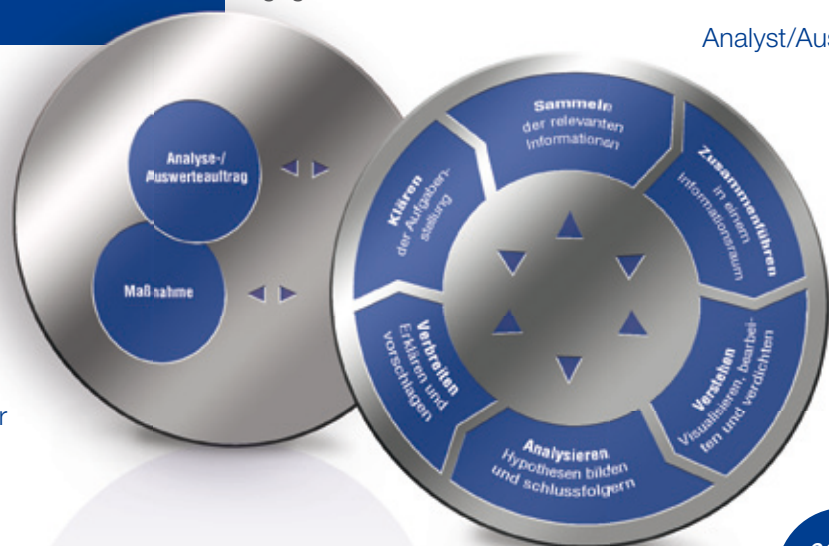 Analyst/Aus
Analyse-/
Auswerteauftrag
Maßnahme
r
Klären
der Aufgaben-
stellung
Sammeln
der relevanten
Informationen
Zusammenführen
in einem
Informationsraum
Verstehen
Visualisieren, bearbei-
ten und verdichten
Analysieren
Hypothesen bilden
und schlussfolgern
Verbreiten
Erklären und
vorschlagen